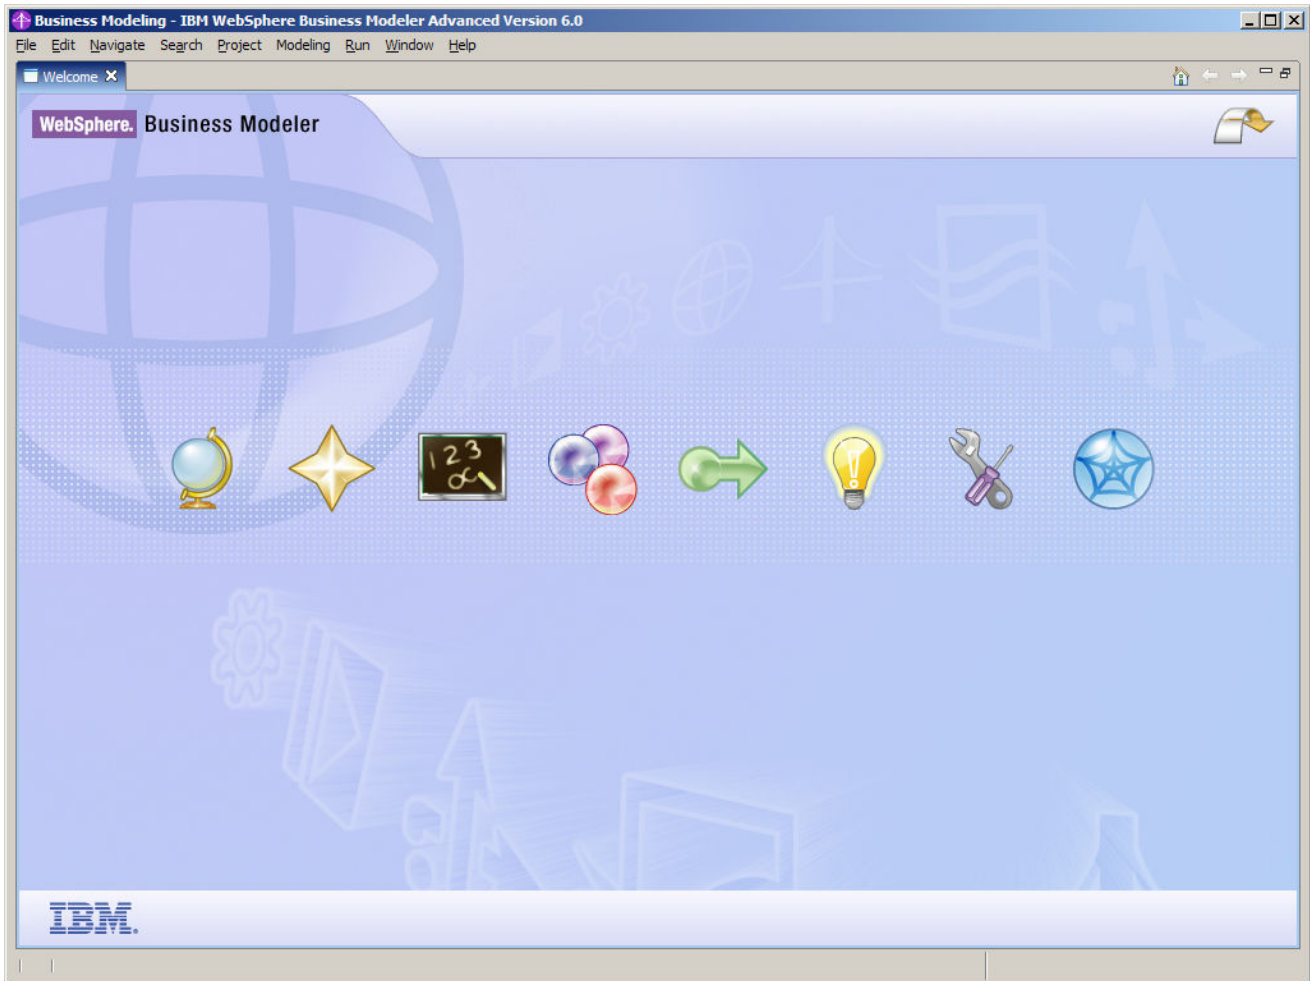 Business Modeling - IBM WebSphere Business Modeler Advanced Version 6.0
File Edit Navigate Search Project Modeling Run Window Help
Welcome
WebSphere. Business Modeler
123
IBM.